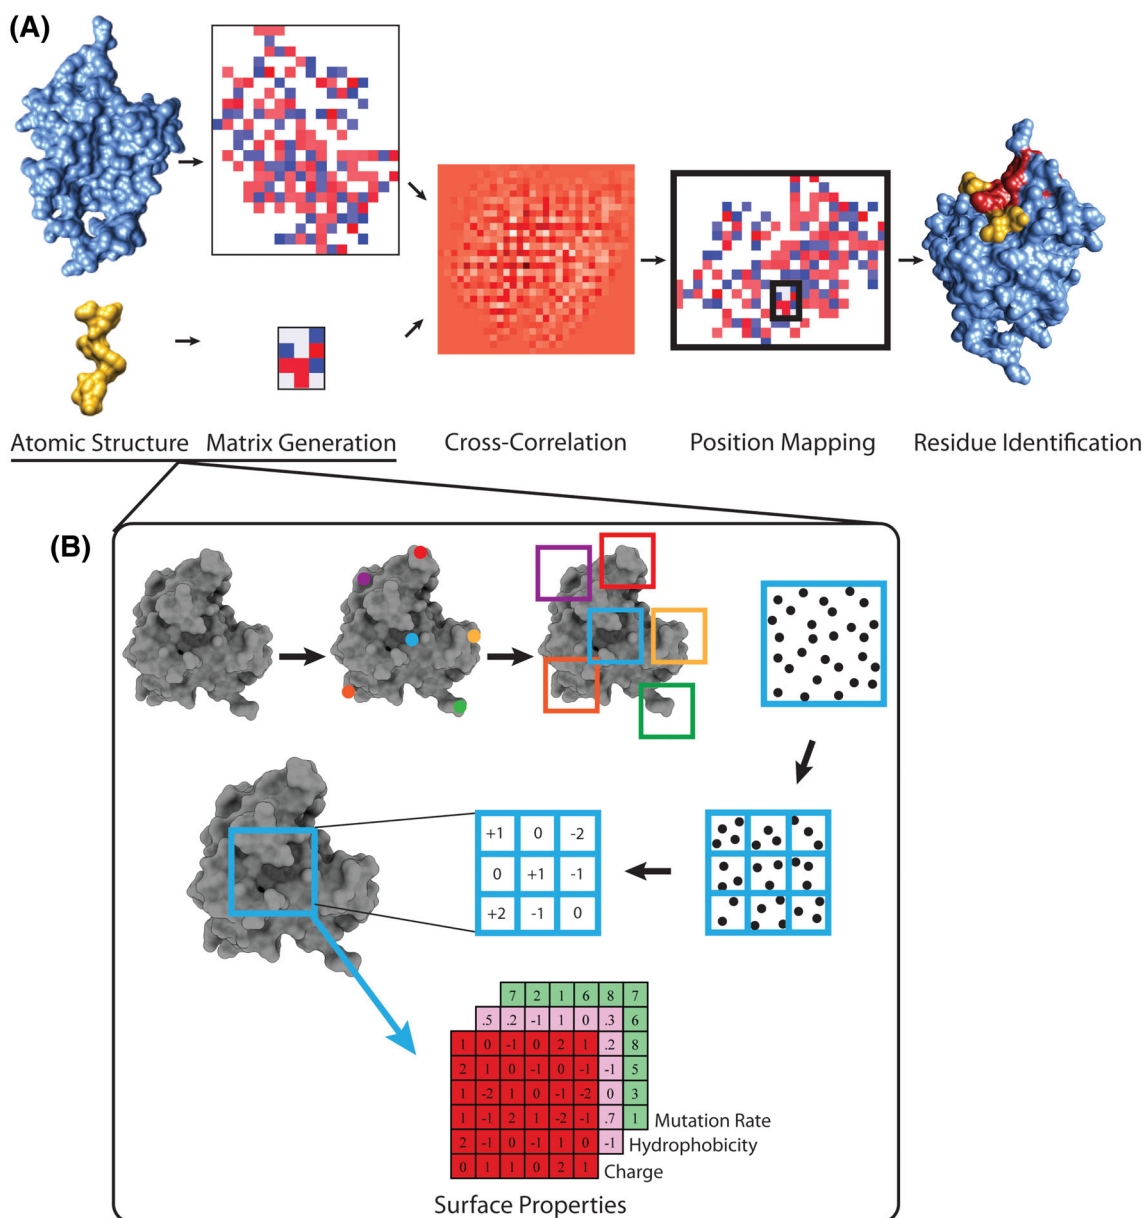 (A)
Atomic Structure Matrix Generation Cross-Correlation Position Mapping Residue Identification
(B)
+1 0 -2
0 +1 -1
+2 -1 0
7 2 1 6 8 7
.5 .2 -1 1 0 .3 6
1 0 -1 0 2 1 .2 8
2 1 0 -1 0 -1 -1 5
1 -2 1 0 -1 -2 0 3
1 -1 2 1 -2 -1 .7 1 Mutation Rate
2 -1 0 -1 1 0 -1 Hydrophobicity
0 1 1 0 2 1 Charge
Surface Properties